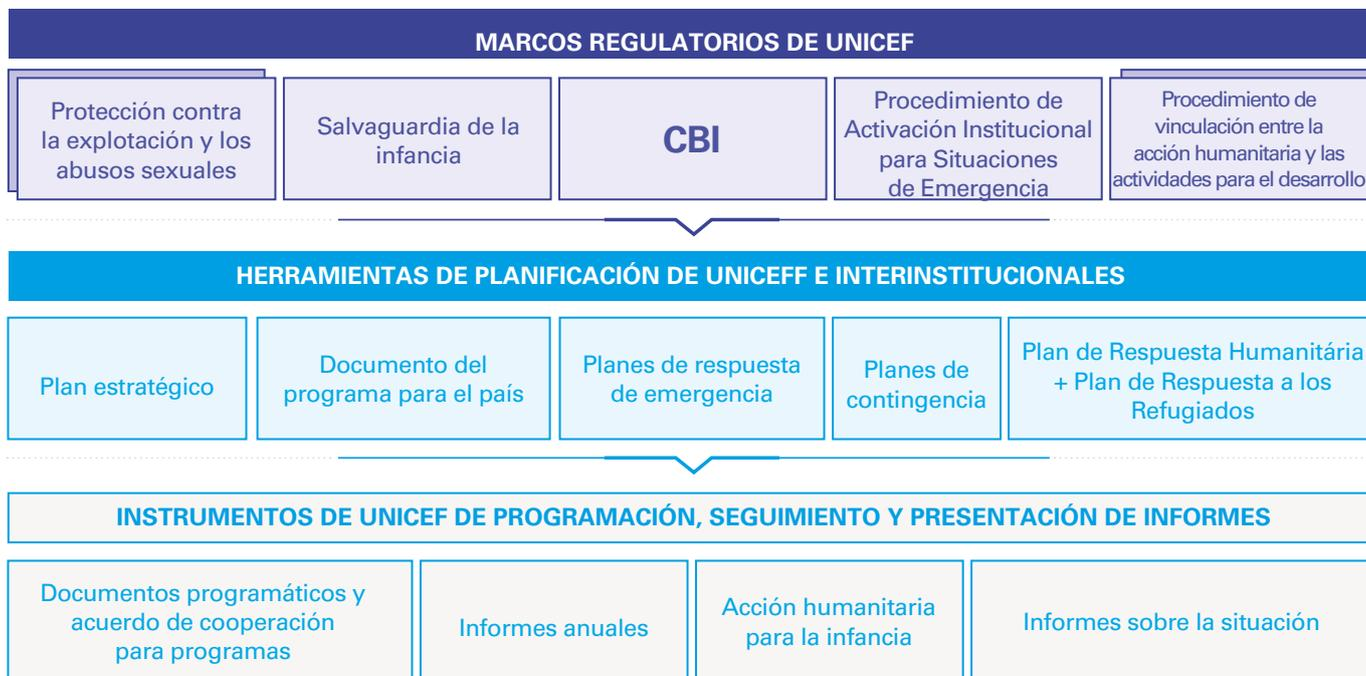 MARCOS REGULATORIOS DE UNICEF
Protección contra
la explotación y los
abusos sexuales
Salvaguardia de la
infancia
CBI
Procedimiento de
Activación Institucional
para Situaciones
de Emergencia
Procedimiento de
vinculación entre la
acción humanitaria y las
actividades para el desarrollo
HERRAMIENTAS DE PLANIFICACIÓN DE UNICEFF E INTERINSTITUCIONALES
Plan estratégico
Documento del
programa para el país
Planes de respuesta
de emergencia
Planes de
contingencia
Plan de Respuesta Humanitária
+ Plan de Respuesta a los
Refugiados
INSTRUMENTOS DE UNICEF DE PROGRAMACIÓN, SEGUIMIENTO Y PRESENTACIÓN DE INFORMES
Documentos programáticos y
acuerdo de cooperación
para programas
Informes anuales
Acción humanitaria
para la infancia
Informes sobre la situación